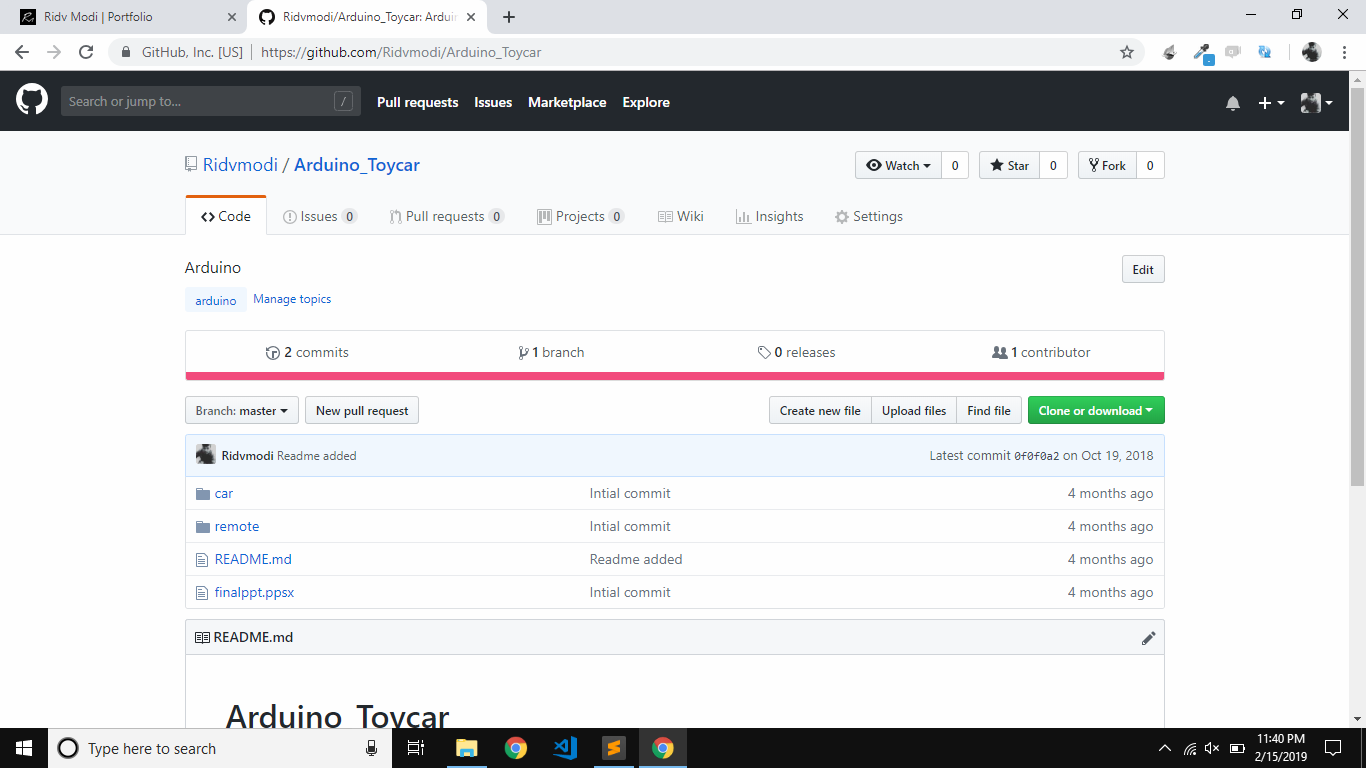 Ridv Modi | Portfolio
Ridvmodi/Arduino_Toycar: Ardui
GitHub, Inc. [US] | https://github.com/Ridvmodi/Arduino_Toycar
Search or jump to... / Pull requests Issues Marketplace Explore
Ridvmodi / Arduino_Toycar Watch 0 Star 0 Fork 0
Code Issues 0 Pull requests 0 Projects 0 Wiki Insights Settings
Arduino Edit
arduino Manage topics
2 commits 1 branch 0 releases 1 contributor
Branch: master New pull request Create new file Upload files Find file Clone or download
Ridvmodi Readme added Latest commit 0f0f0a2 on Oct 19, 2018
car Intial commit 4 months ago
remote Intial commit 4 months ago
README.md Readme added 4 months ago
finalppt.ppsx Intial commit 4 months ago
README.md
Arduino_Toycar
Type here to search
11:40 PM
2/15/2019